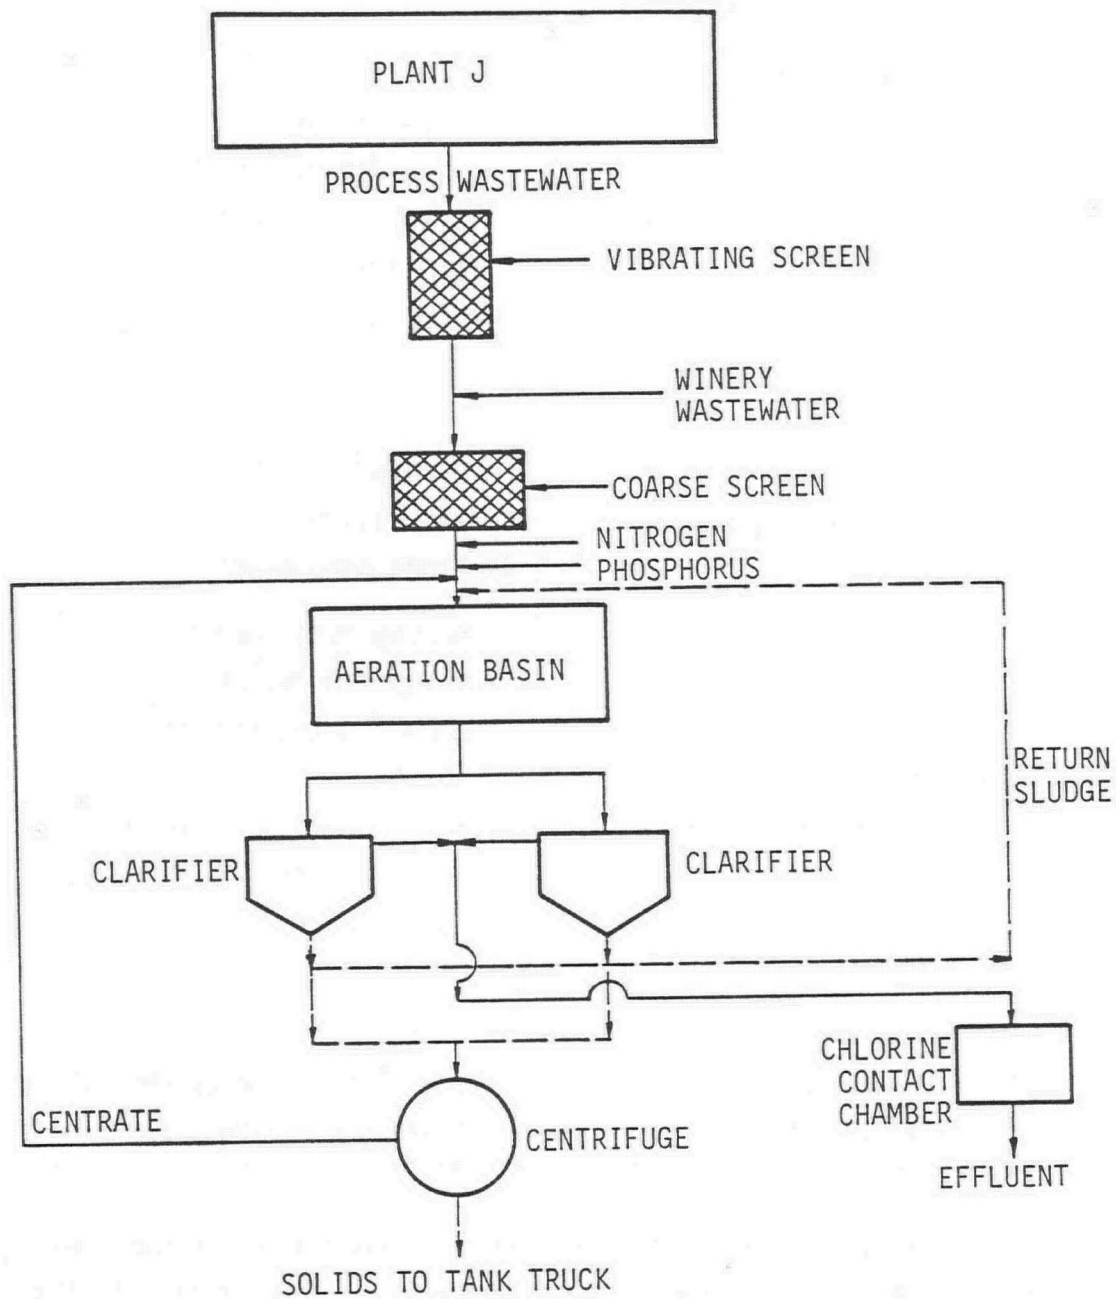 PLANT J
PROCESS WASTEWATER
VIBRATING SCREEN
WINERY
WASTEWATER
COARSE SCREEN
NITROGEN
PHOSPHORUS
AERATION BASIN
RETURN
SLUDGE
CLARIFIER
CLARIFIER
CHLORINE
CONTACT
CHAMBER
CENTRATE
CENTRIFUGE
EFFLUENT
SOLIDS TO TANK TRUCK